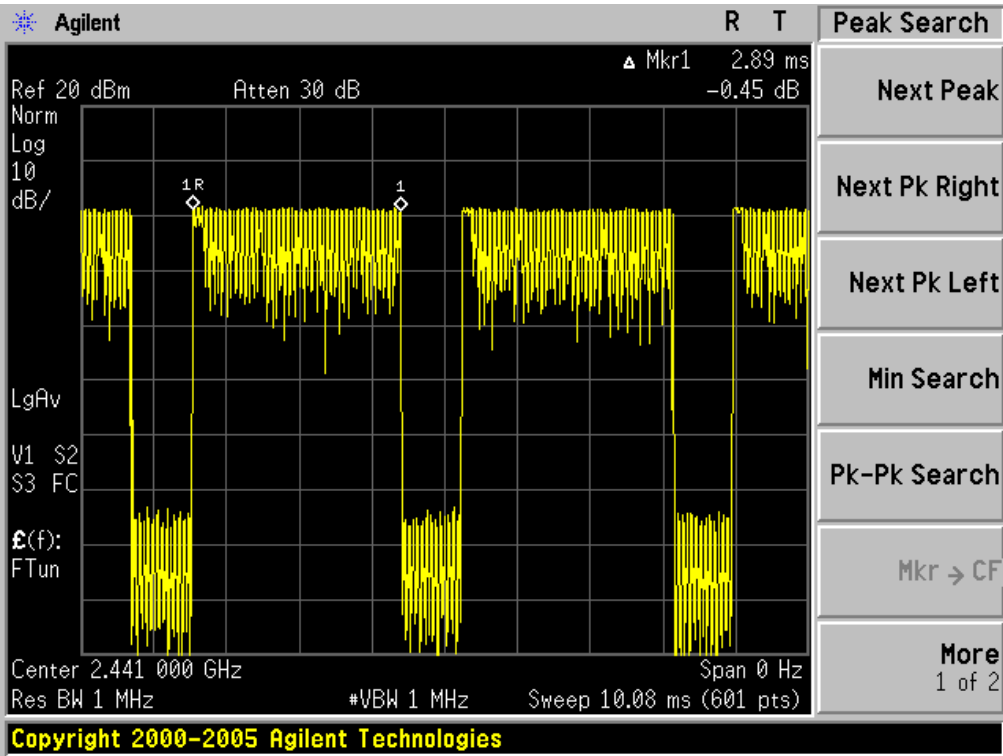 Agilent R T
Peak Search
Δ Mkr1 2.89 ms
Ref 20 dBm Atten 30 dB -0.45 dB
Norm
Log
10
dB/
1R
1
LgAv
V1 S2
S3 FC
£(f):
FTun
Center 2.441 000 GHz Span 0 Hz
Res BW 1 MHz #VBW 1 MHz Sweep 10.08 ms (601 pts)
Copyright 2000-2005 Agilent Technologies
Next Peak
Next Pk Right
Next Pk Left
Min Search
Pk-Pk Search
Mkr → CF
More
1 of 2